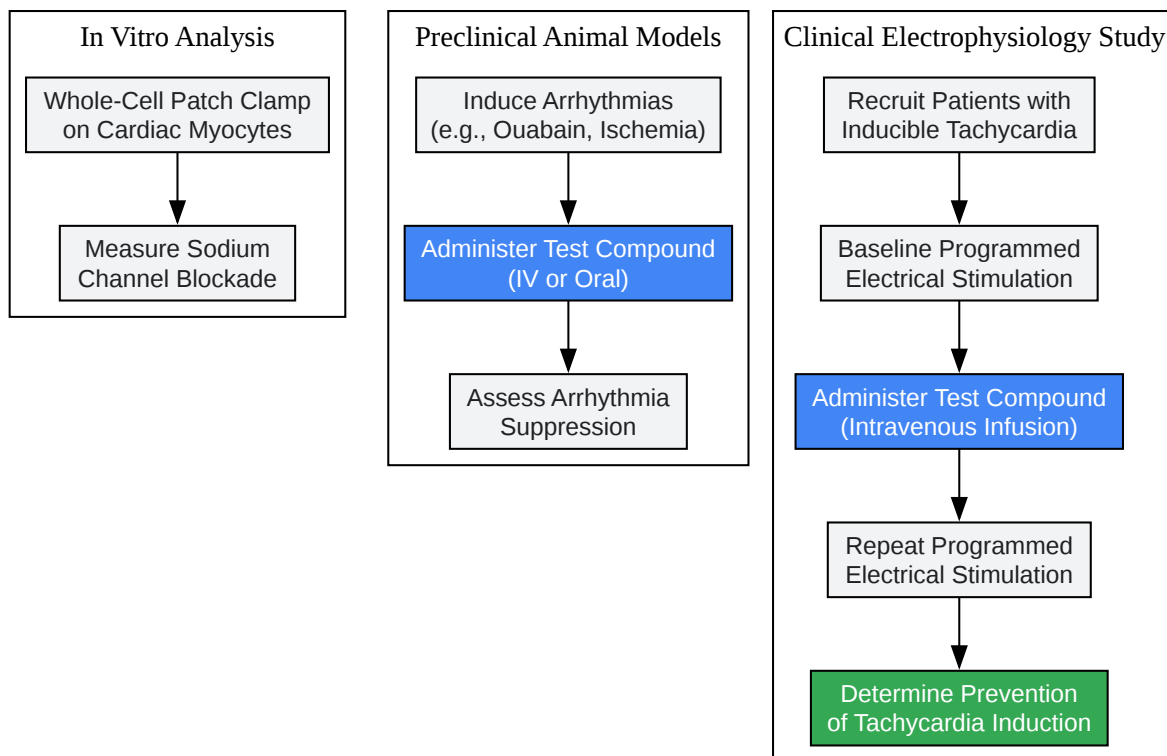 In Vitro Analysis
Whole-Cell Patch Clamp
on Cardiac Myocytes
Measure Sodium
Channel Blockade
Preclinical Animal Models
Induce Arrhythmias
(e.g., Ouabain, Ischemia)
Administer Test Compound
(IV or Oral)
Assess Arrhythmia
Suppression
Clinical Electrophysiology Study
Recruit Patients with
Inducible Tachycardia
Baseline Programmed
Electrical Stimulation
Administer Test Compound
(Intravenous Infusion)
Repeat Programmed
Electrical Stimulation
Determine Prevention
of Tachycardia Induction